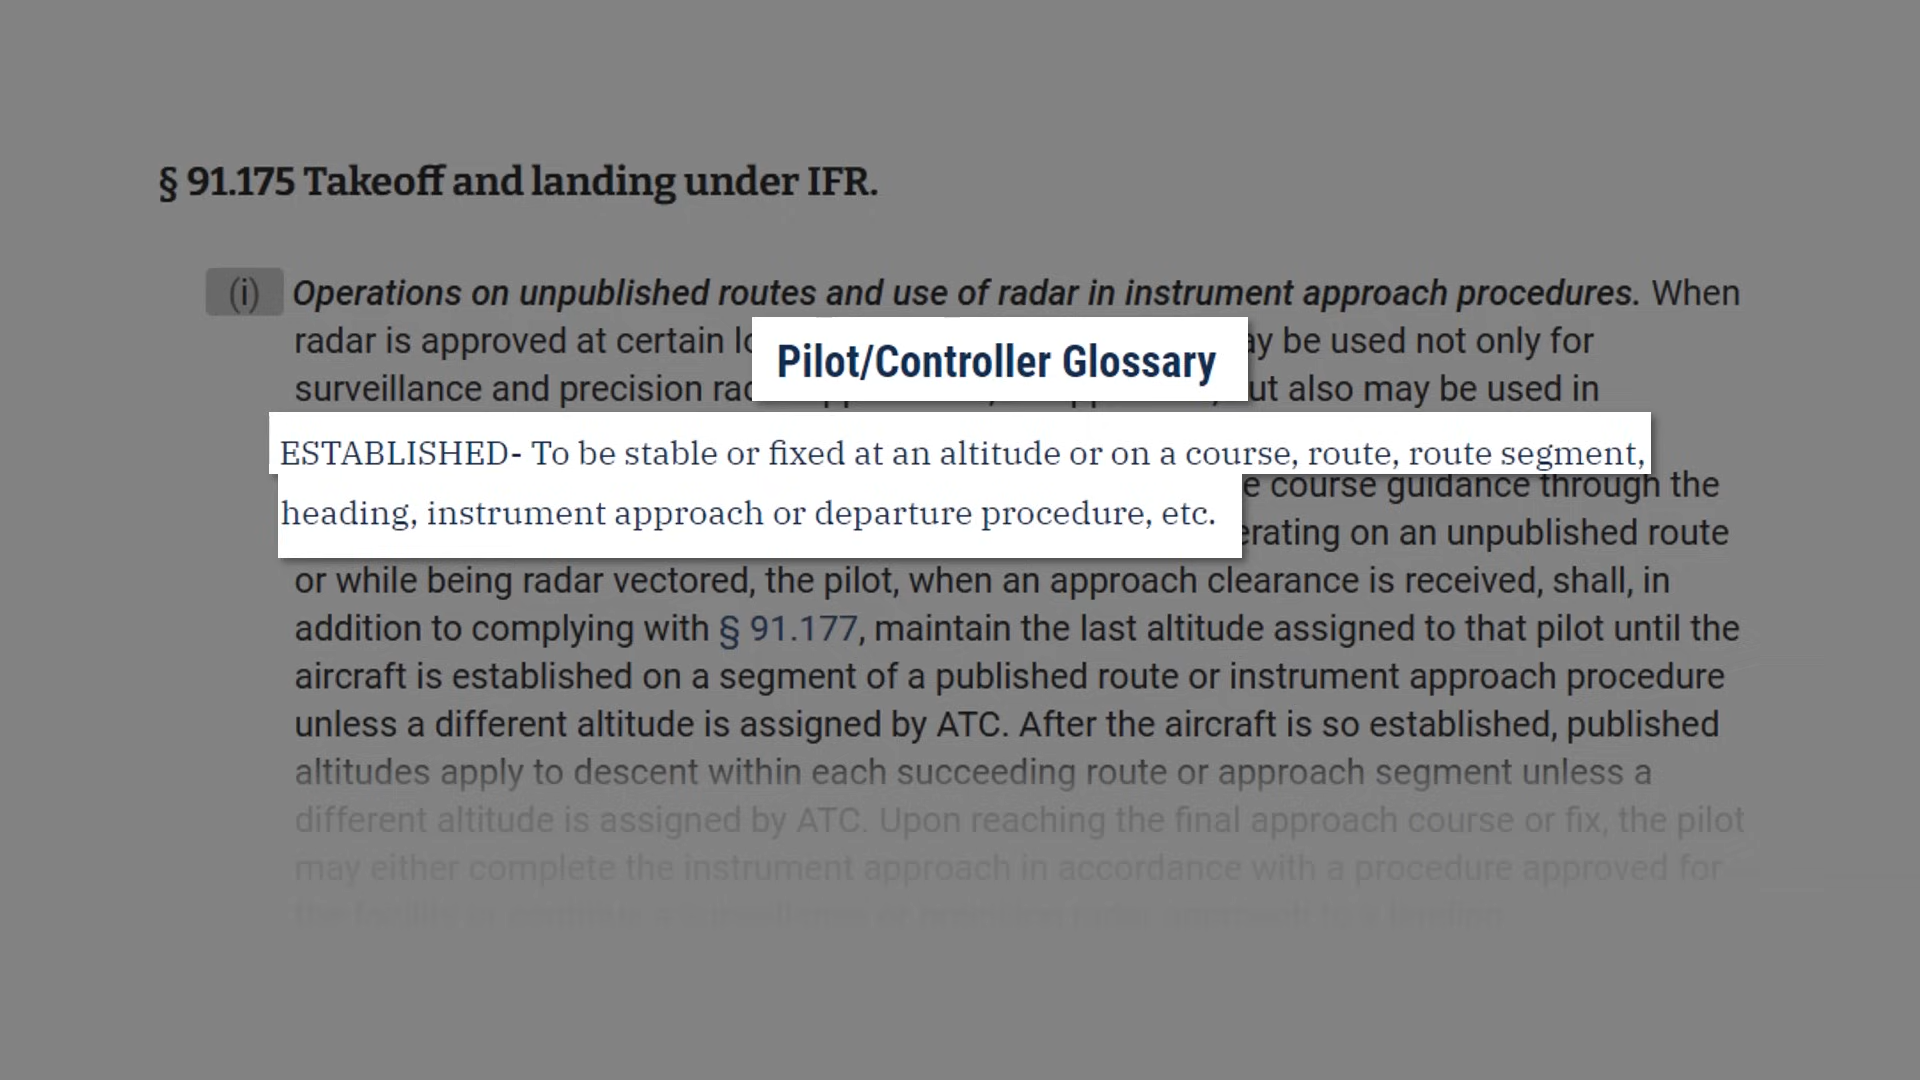 § 91.175 Takeoff and landing under IFR.
(i) Operations on unpublished routes and use of radar in instrument approach procedures. When
radar is approved at certain lo ay be used not only for
surveillance and precision rad ut also may be used in
Pilot/Controller Glossary
ESTABLISHED- To be stable or fixed at an altitude or on a course, route, route segment,
heading, instrument approach or departure procedure, etc.
e course guidance through the
erating on an unpublished route
or while being radar vectored, the pilot, when an approach clearance is received, shall, in
addition to complying with § 91.177, maintain the last altitude assigned to that pilot until the
aircraft is established on a segment of a published route or instrument approach procedure
unless a different altitude is assigned by ATC. After the aircraft is so established, published
altitudes apply to descent within each succeeding route or approach segment unless a
different altitude is assigned by ATC. Upon reaching the final approach course or fix, the pilot
may either complete the instrument approach in accordance with a procedure approved for